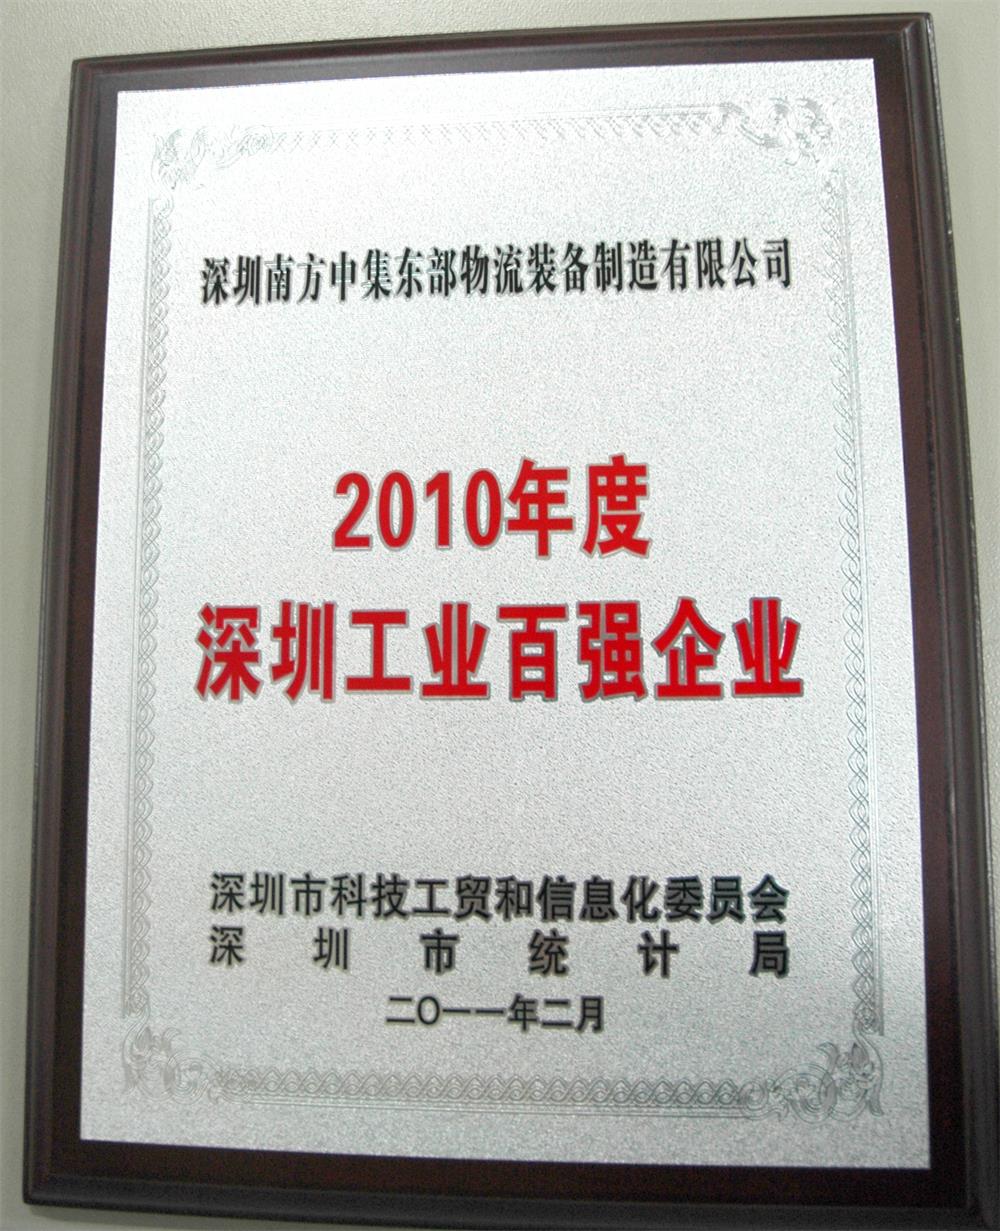 深圳南方中集东部物流装备制造有限公司
2010年度
深圳工业百强企业
深圳市科技工贸和信息化委员会
深圳市统计局
二〇一一年二月